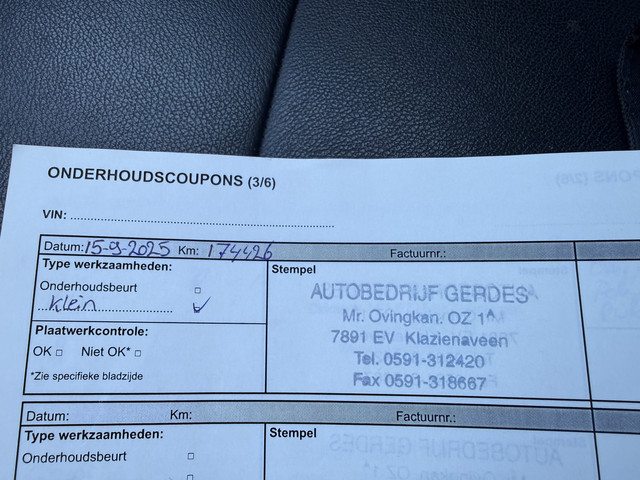 ONDERHOUDSCOUPONS (3/6)
VIN: ........................................................................
Datum: 15-9-2025 Km: 174426 Factuurnr.:
Type werkzaamheden:
Onderhoudsbeurt □
Klein
Plaatwerkcontrole:
OK □ Niet OK* □
*Zie specifieke bladzijde
Stempel
AUTOBEDRIJF GERDES
Mr. Ovingkan. OZ 1A
7891 EV Klazienaveen
Tel. 0591-312420
Fax 0591-318667
Datum: Km: Factuurnr.:
Type werkzaamheden:
Onderhoudsbeurt □
Stempel